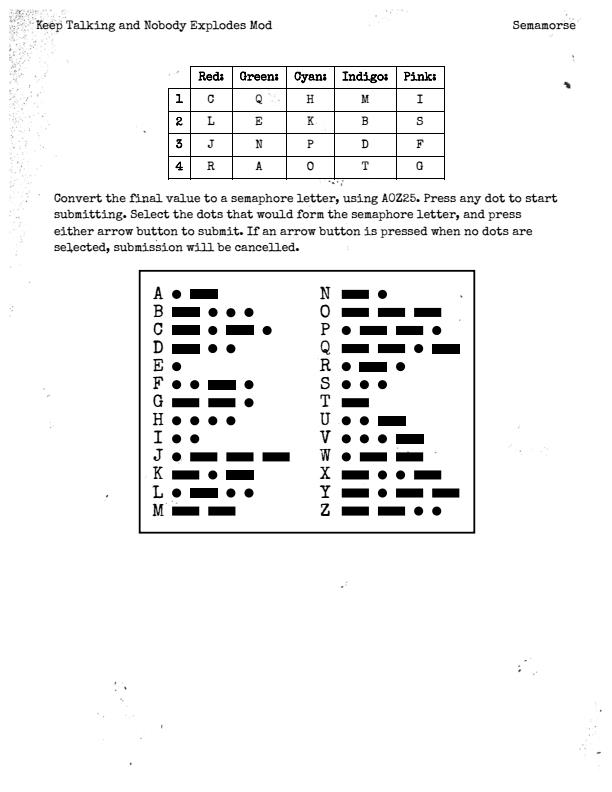 Keep Talking and Nobody Explodes Mod Semamorse
Red: Green: Cyan: Indigo: Pink:
1 C Q H M I
2 L E K B S
3 J N P D F
4 R A O T G
Convert the final value to a semaphore letter, using A0Z25. Press any dot to start
submitting. Select the dots that would form the semaphore letter, and press
either arrow button to submit. If an arrow button is pressed when no dots are
selected, submission will be cancelled.
A N
B O
C P
D Q
E R
F S
G T
H U
I V
J W
K X
L Y
M Z